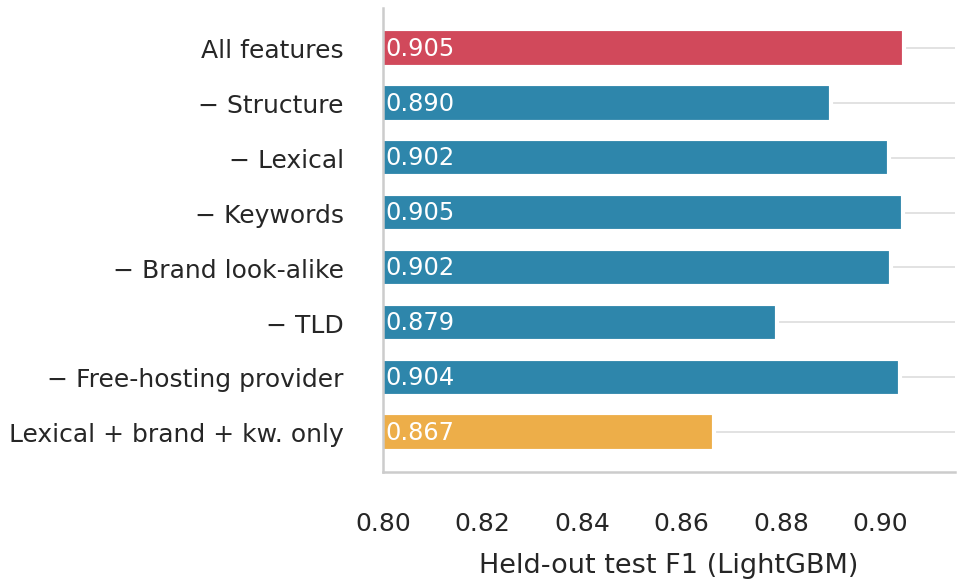 All features 0.905
− Structure 0.890
− Lexical 0.902
− Keywords 0.905
− Brand look-alike 0.902
− TLD 0.879
− Free-hosting provider 0.904
Lexical + brand + kw. only 0.867
0.80 0.82 0.84 0.86 0.88 0.90
Held-out test F1 (LightGBM)